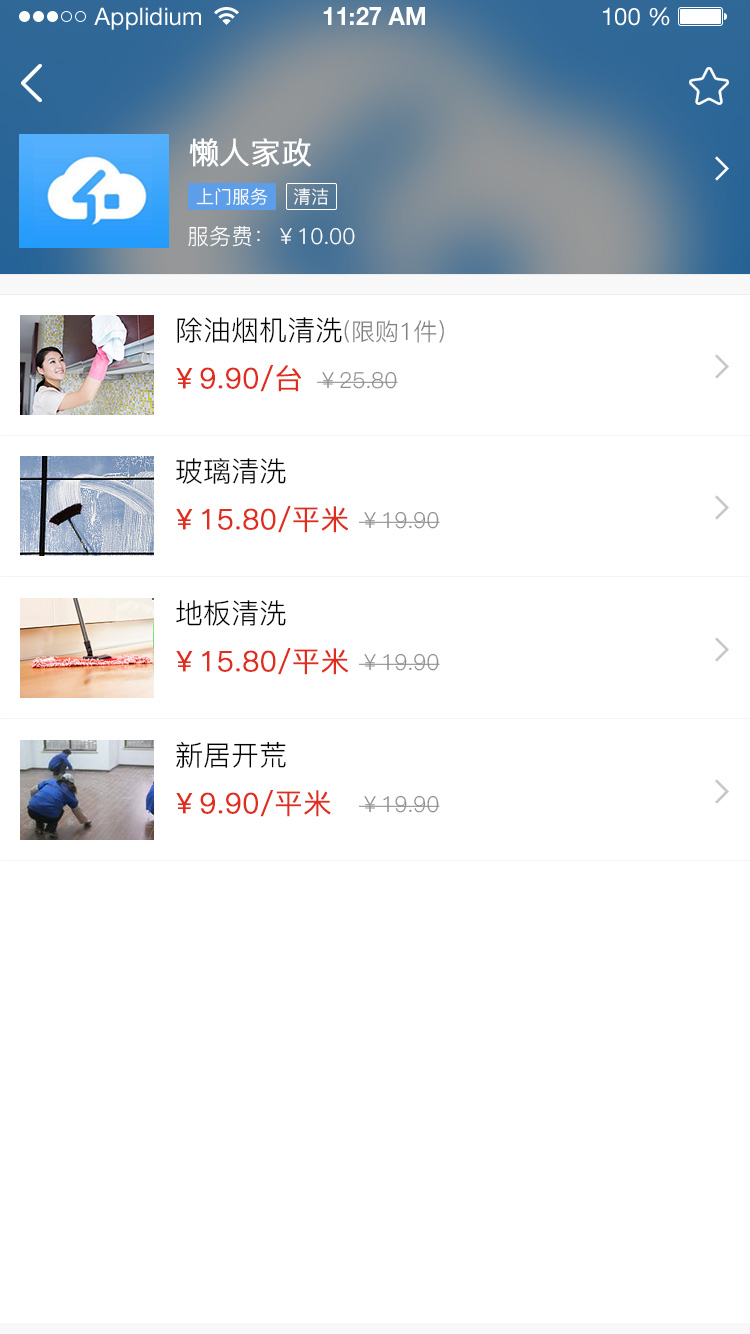 Applidium 11:27 AM 100 %
懒人家政
上门服务 清洁
服务费：￥10.00
除油烟机清洗(限购1件)
￥9.90/台 ￥25.80
玻璃清洗
￥15.80/平米 ￥19.90
地板清洗
￥15.80/平米 ￥19.90
新居开荒
￥9.90/平米 ￥19.90